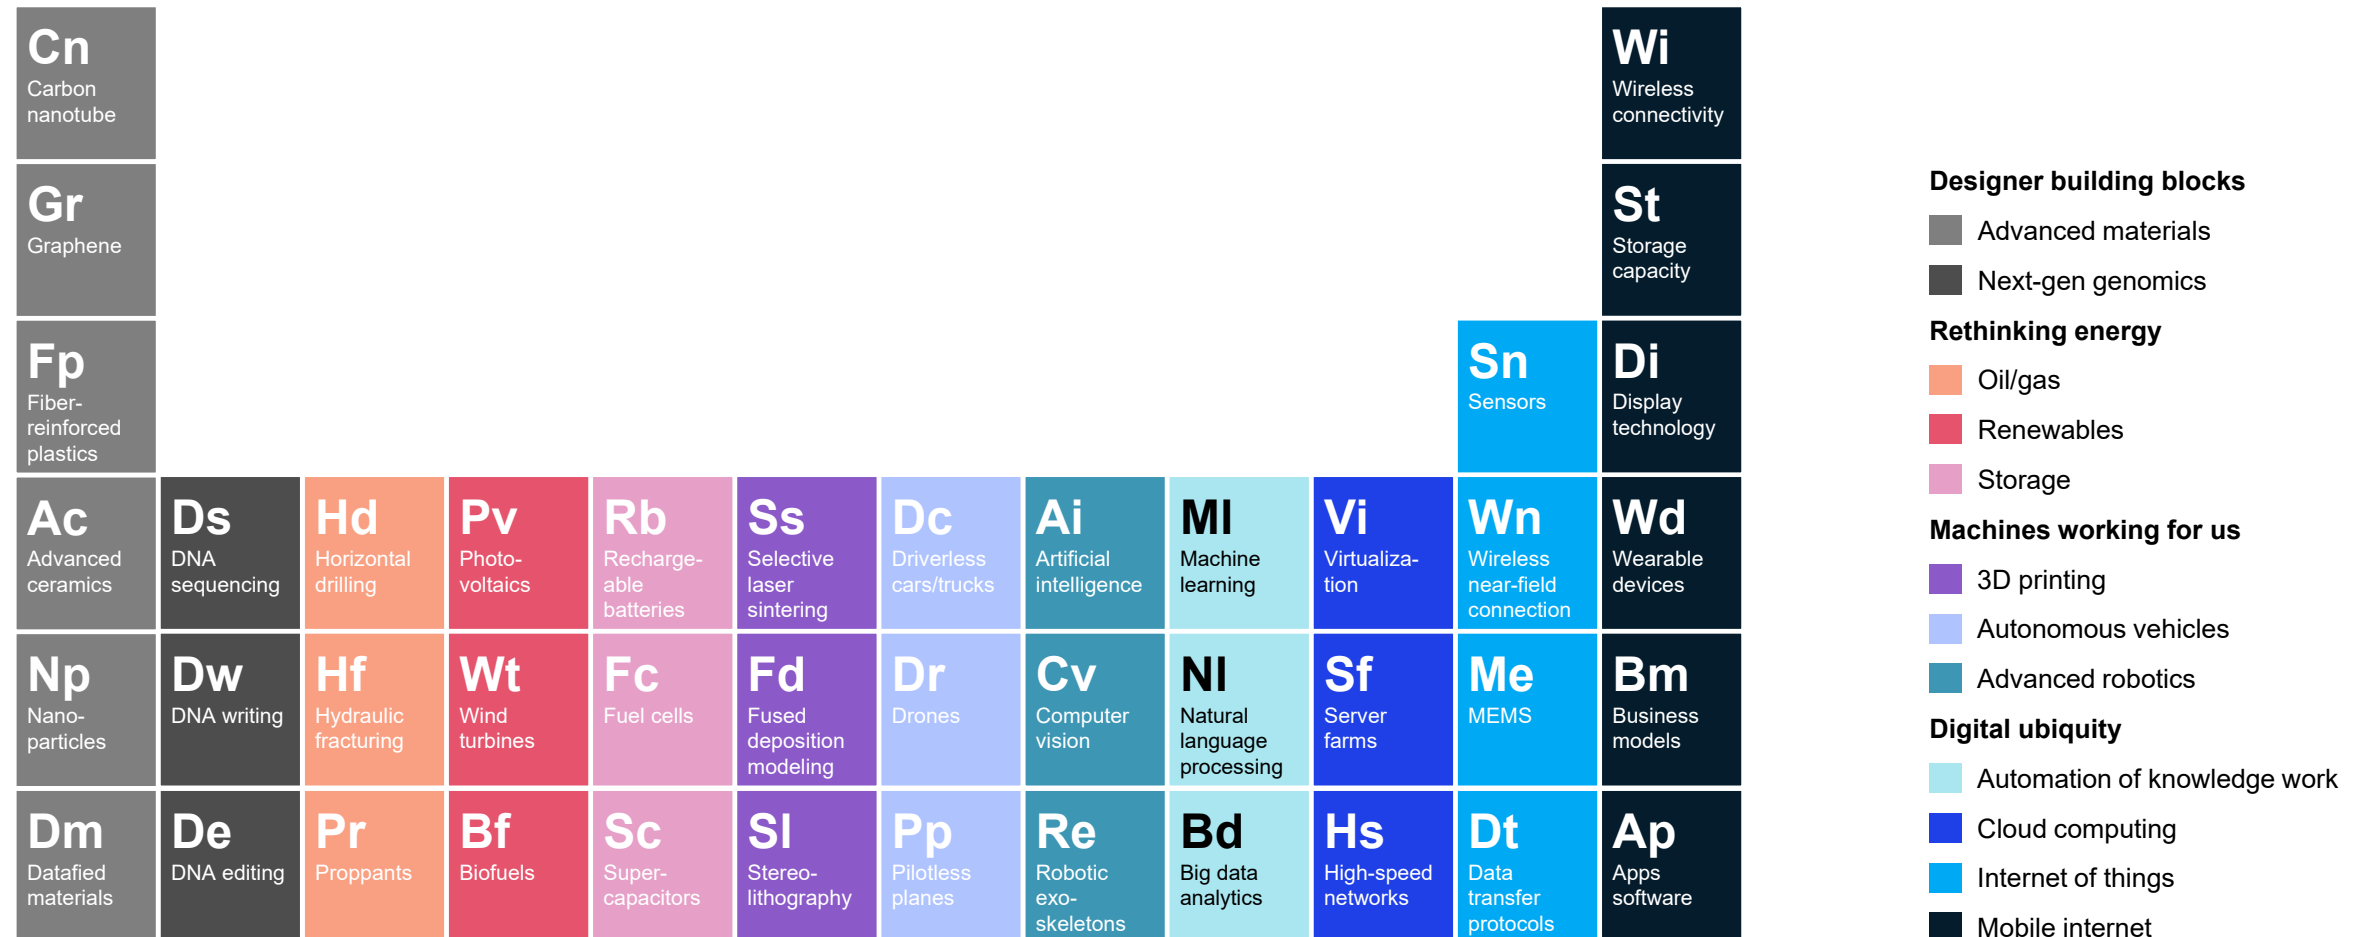 Cn
Carbon
nanotube
Wi
Wireless
connectivity
Gr
Graphene
St
Storage
capacity
Fp
Fiber-
reinforced
plastics
Sn
Sensors
Di
Display
technology
Ac
Advanced
ceramics
Ds
DNA
sequencing
Hd
Horizontal
drilling
Pv
Photo-
voltaics
Rb
Recharge-
able
batteries
Ss
Selective
laser
sintering
Dc
Driverless
cars/trucks
Ai
Artificial
intelligence
Ml
Machine
learning
Vi
Virtualiza-
tion
Wn
Wireless
near-field
connection
Wd
Wearable
devices
Np
Nano-
particles
Dw
DNA writing
Hf
Hydraulic
fracturing
Wt
Wind
turbines
Fc
Fuel cells
Fd
Fused
deposition
modeling
Dr
Drones
Cv
Computer
vision
Nl
Natural
language
processing
Sf
Server
farms
Me
MEMS
Bm
Business
models
Dm
Datafied
materials
De
DNA editing
Pr
Proppants
Bf
Biofuels
Sc
Super-
capacitors
Sl
Stereo-
lithography
Pp
Pilotless
planes
Re
Robotic
exo-
skeletons
Bd
Big data
analytics
Hs
High-speed
networks
Dt
Data
transfer
protocols
Ap
Apps
software
Designer building blocks
Advanced materials
Next-gen genomics
Rethinking energy
Oil/gas
Renewables
Storage
Machines working for us
3D printing
Autonomous vehicles
Advanced robotics
Digital ubiquity
Automation of knowledge work
Cloud computing
Internet of things
Mobile internet